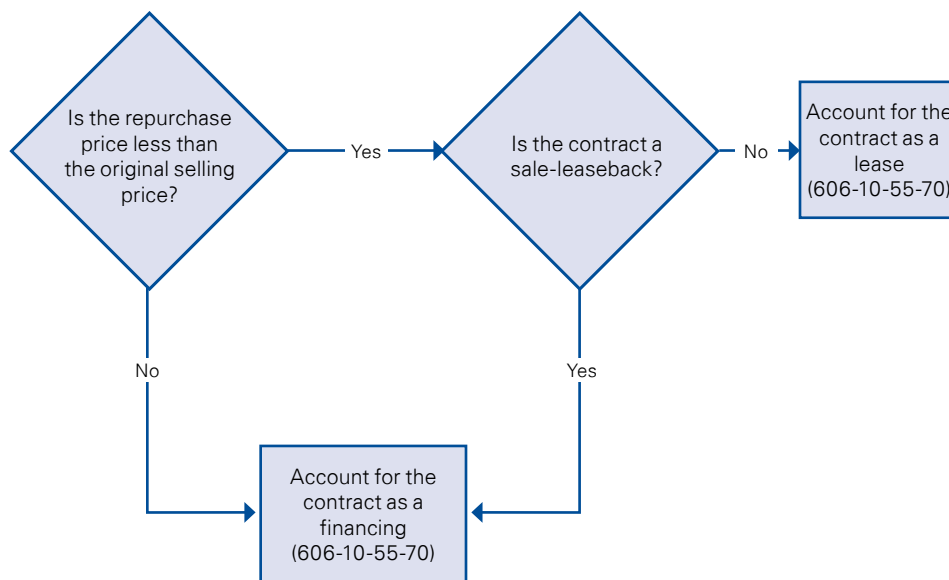 Is the repurchase
price less than
the original selling
price?
Yes
Is the contract a
sale-leaseback?
No
Account for the
contract as a
lease
(606-10-55-70)
No
Yes
Account for the
contract as a
financing
(606-10-55-70)